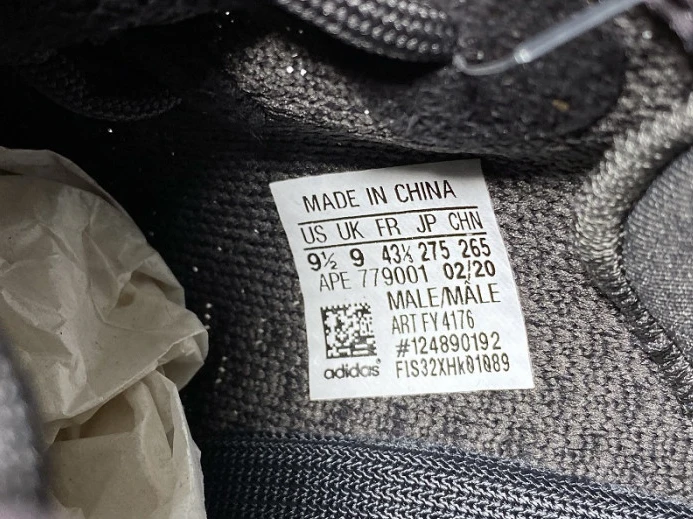 MADE IN CHINA
US UK FR JP CHN
9½ 9 43⅓ 275 265
APE 779001 02/20
MALE/MÂLE
ART FY4176
#124890192
FIS32XHk01089
adidas